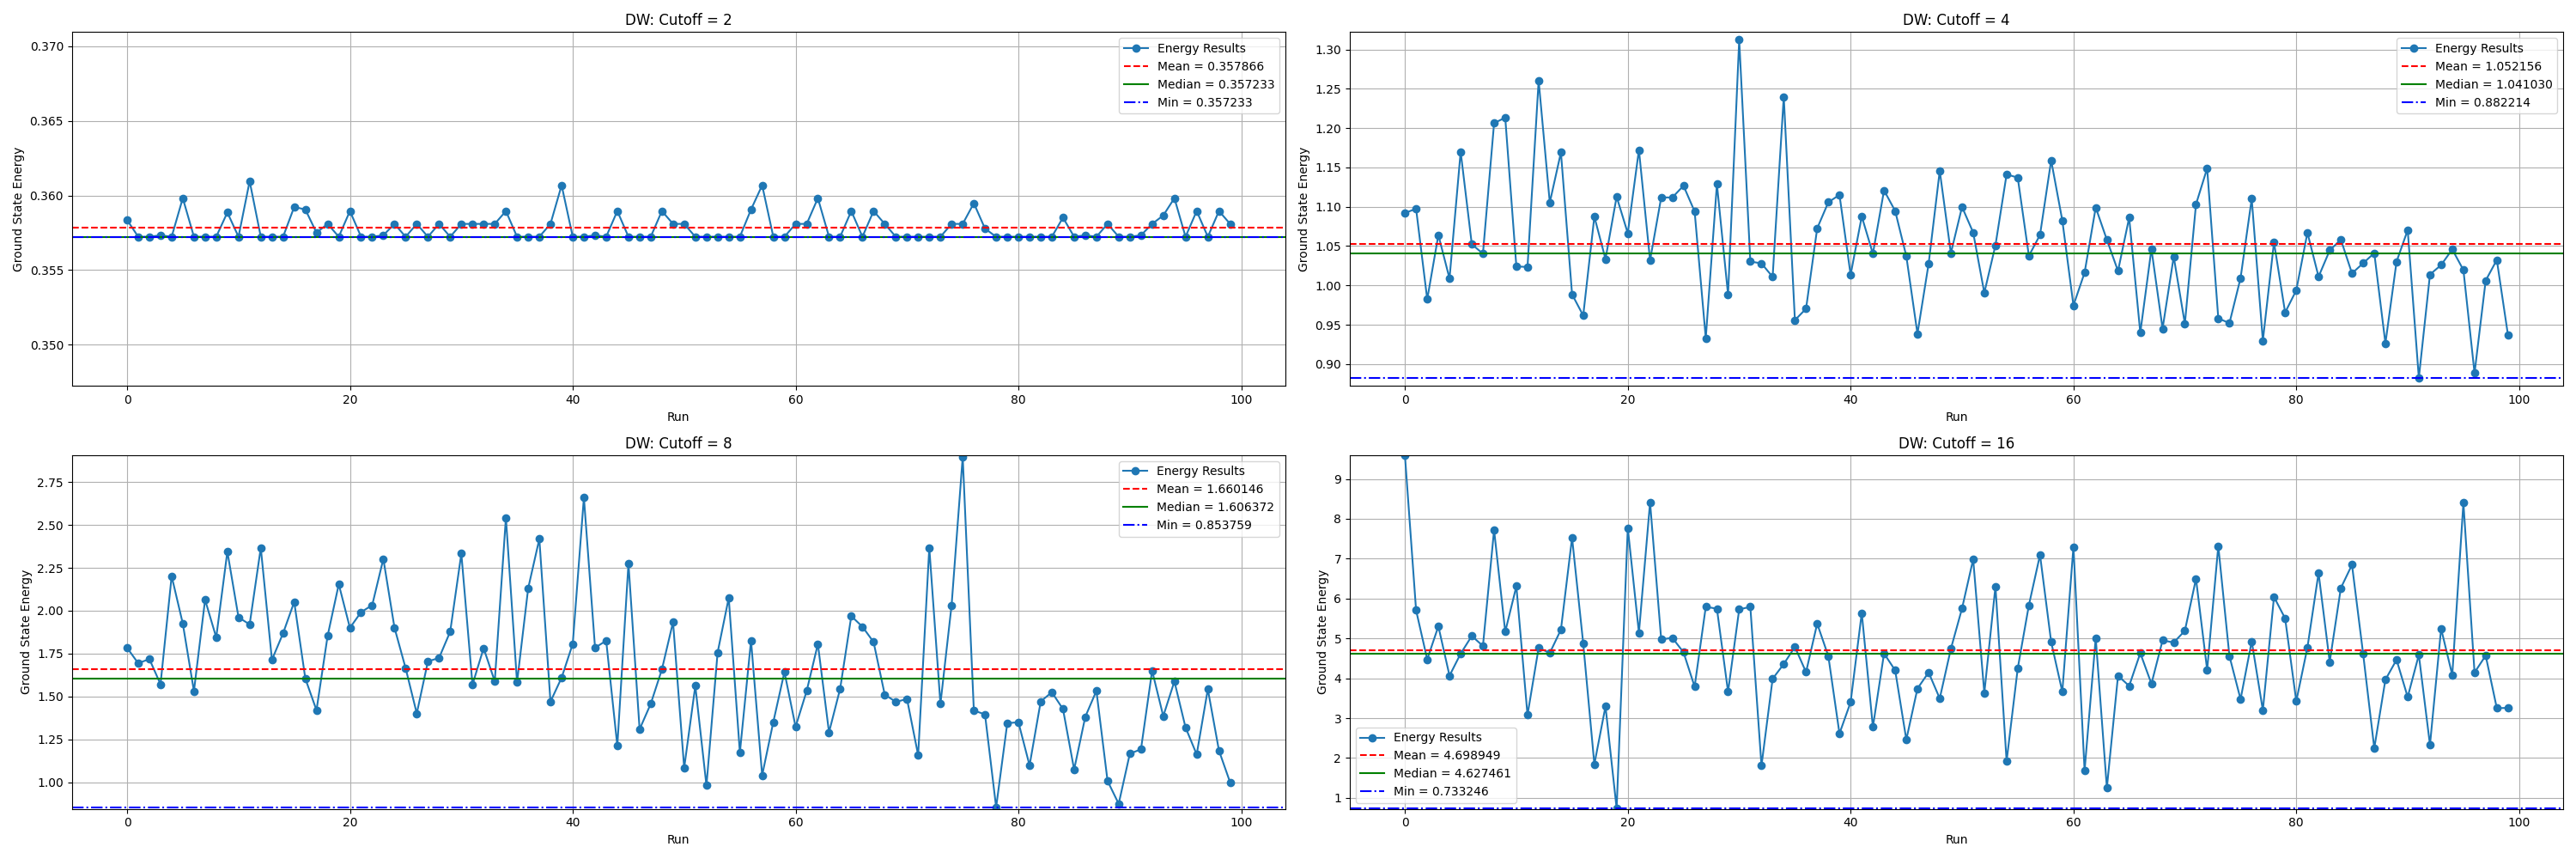 DW: Cutoff = 2
Ground State Energy
0.370
0.365
0.360
0.355
0.350
Energy Results
Mean = 0.357866
Median = 0.357233
Min = 0.357233
0
20
40
60
80
100
Run
DW: Cutoff = 4
Ground State Energy
1.30
1.25
1.20
1.15
1.10
1.05
1.00
0.95
0.90
Energy Results
Mean = 1.052156
Median = 1.041030
Min = 0.882214
0
20
40
60
80
100
Run
DW: Cutoff = 8
Ground State Energy
2.75
2.50
2.25
2.00
1.75
1.50
1.25
1.00
Energy Results
Mean = 1.660146
Median = 1.606372
Min = 0.853759
0
20
40
60
80
100
Run
DW: Cutoff = 16
Ground State Energy
9
8
7
6
5
4
3
2
1
Energy Results
Mean = 4.698949
Median = 4.627461
Min = 0.733246
0
20
40
60
80
100
Run